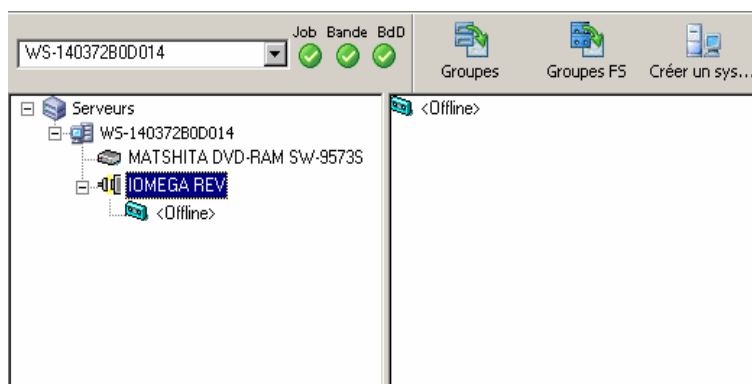 Job Bande BdD
WS-140372B0D014
Groupes Groupes FS Créer un sys...
Serveurs
WS-140372B0D014
MATSHITA DVD-RAM SW-9573S
IOMEGA REV
<Offline>
<Offline>